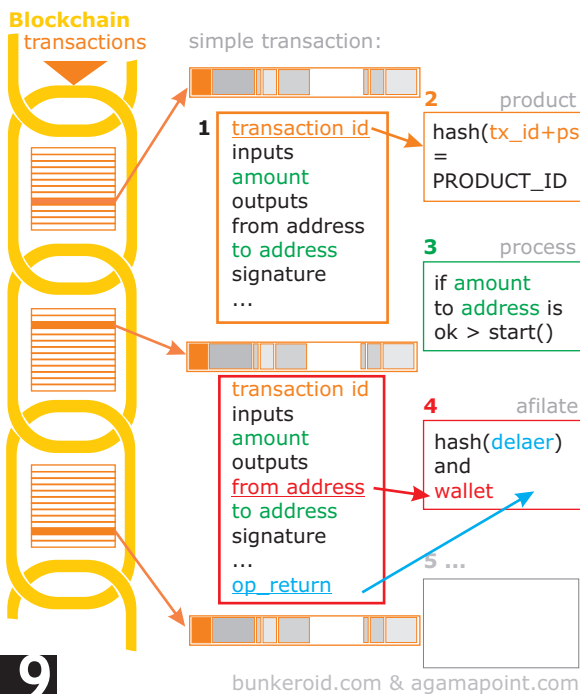 Blockchain
transactions
simple transaction:
1 transaction id
inputs
amount
outputs
from address
to address
signature
...
2 product
hash(tx_id+ps
=
PRODUCT_ID
3 process
if amount
to address is
ok > start()
transaction id
inputs
amount
outputs
from address
to address
signature
...
op_return
4 afilate
hash(delaer)
and
wallet
5 ...
9
bunkeroid.com & agamapoint.com